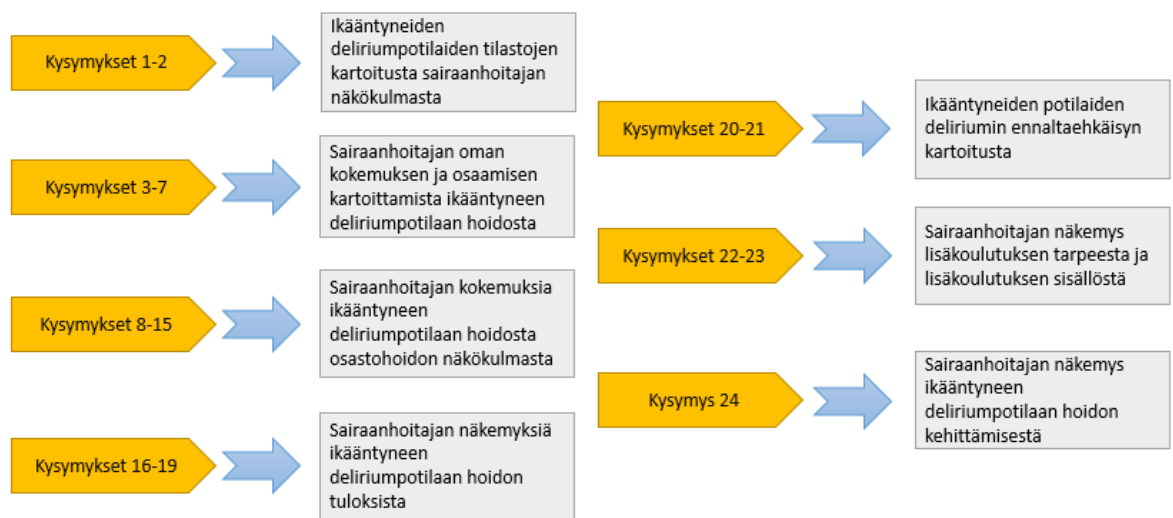 Kysymykset 1-2
Ikääntyneiden
deliriumpotilaiden tilastojen
kartoitusta sairaanhoitajan
näkökulmasta
Kysymykset 3-7
Sairaanhoitajan oman
kokemuksen ja osaamisen
kartoittamista ikääntyneen
deliriumpotilaan hoidosta
Kysymykset 8-15
Sairaanhoitajan kokemuksia
ikääntyneen
deliriumpotilaan hoidosta
osastohoidon näkökulmasta
Kysymykset 16-19
Sairaanhoitajan näkemyksiä
ikääntyneen
deliriumpotilaan hoidon
tuloksista
Kysymykset 20-21
Ikääntyneiden potilaiden
deliriumin ennaltaehkäisyn
kartoitusta
Kysymykset 22-23
Sairaanhoitajan näkemys
lisäkoulutuksen tarpeesta ja
lisäkoulutuksen sisällöstä
Kysymys 24
Sairaanhoitajan näkemys
ikääntyneen
deliriumpotilaan hoidon
kehittämisestä